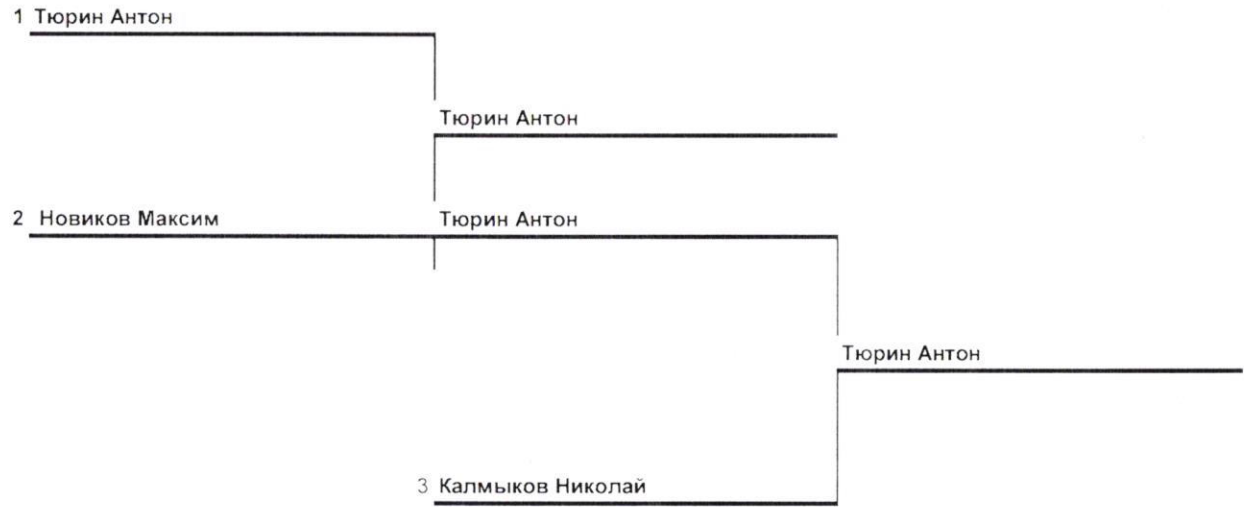 1 Тюрин Антон
Тюрин Антон
2 Новиков Максим
Тюрин Антон
Тюрин Антон
3 Калмыков Николай